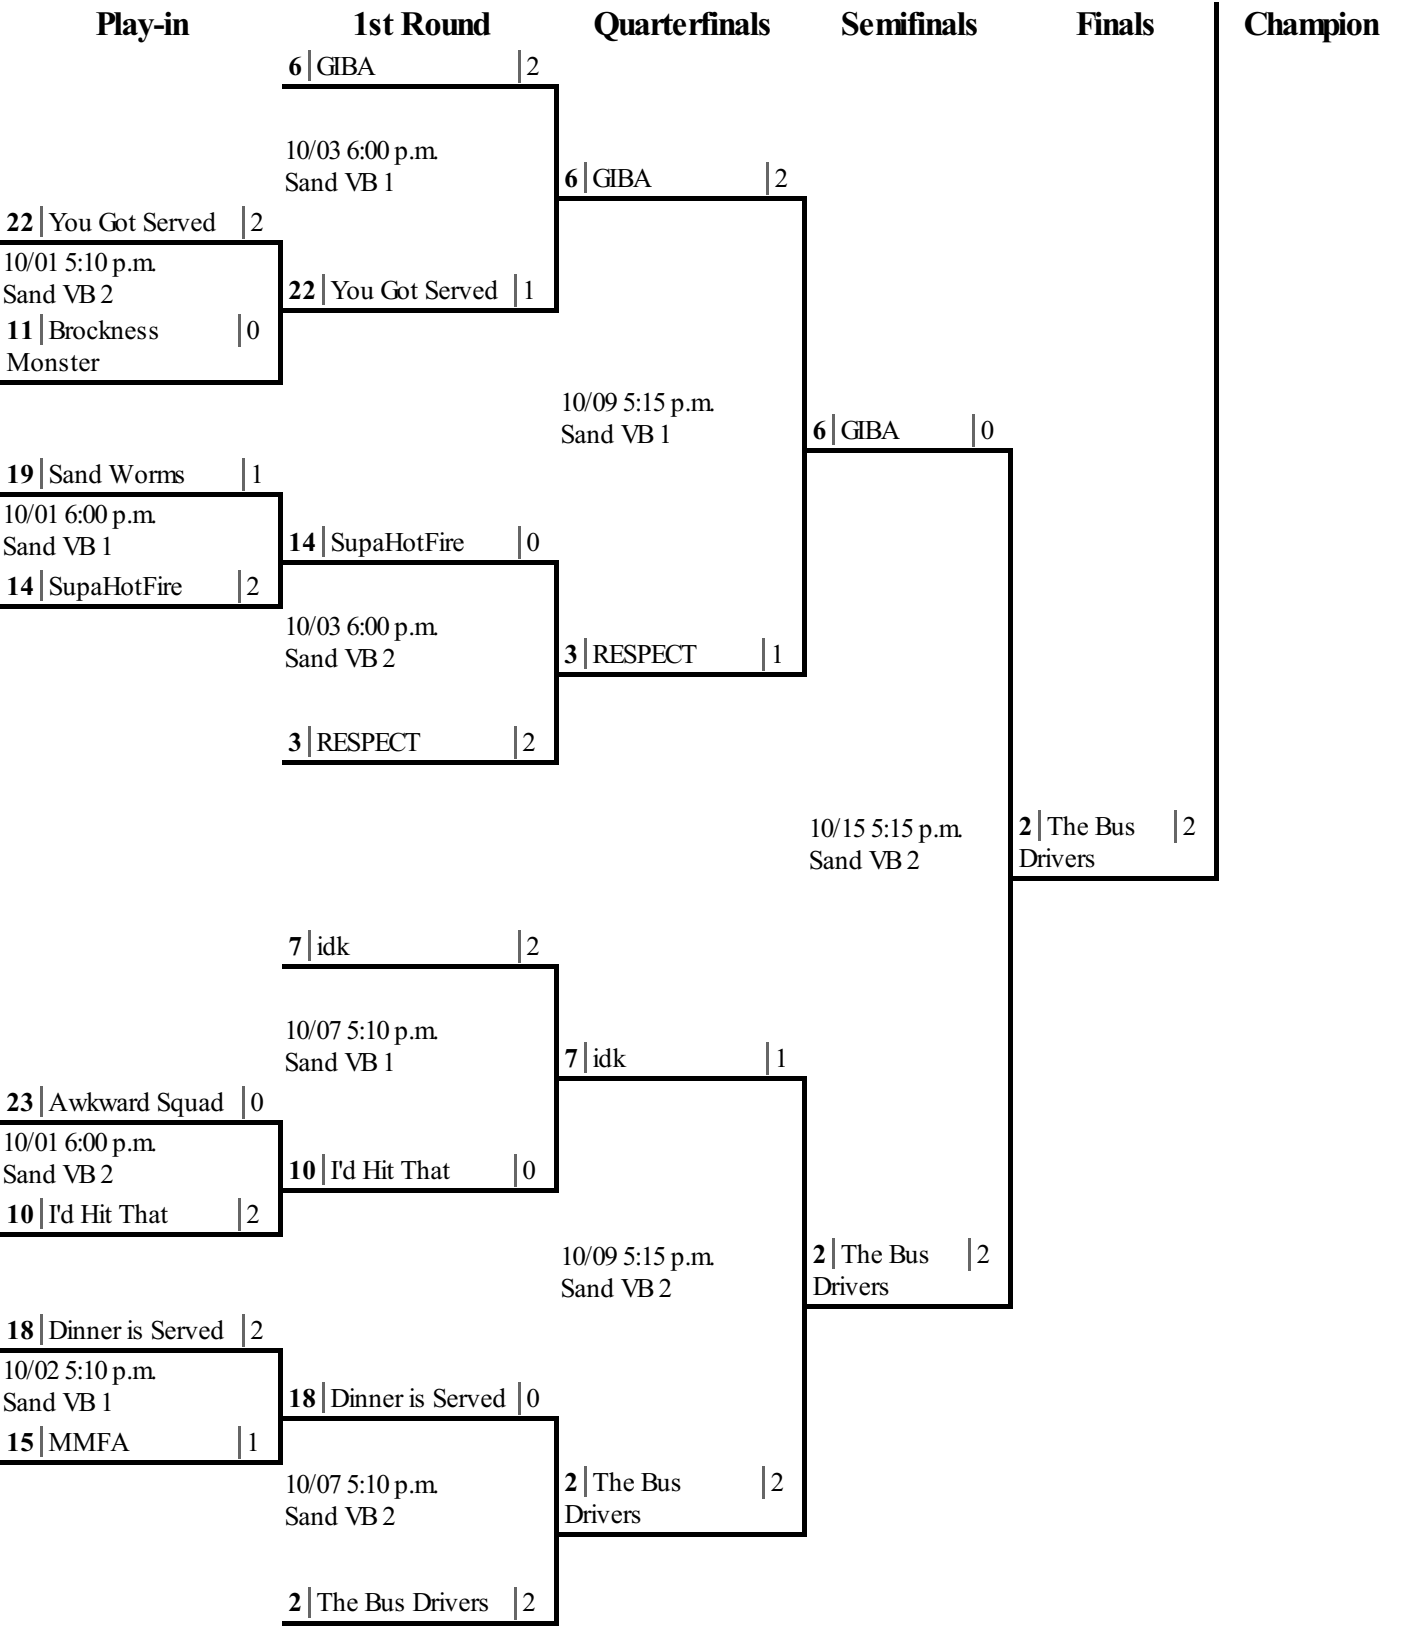 Play-in 1st Round Quarterfinals Semifinals Finals Champion
6 GIBA 2
10/03 6:00 p.m.
Sand VB 1
6 GIBA 2
22 You Got Served 2
10/01 5:10 p.m.
Sand VB 2
22 You Got Served 1
11 Brockness 0
Monster
10/09 5:15 p.m.
Sand VB 1
6 GIBA 0
19 Sand Worms 1
10/01 6:00 p.m.
Sand VB 1
14 SupaHotFire 0
14 SupaHotFire 2
10/03 6:00 p.m.
Sand VB 2
3 RESPECT 1
3 RESPECT 2
10/15 5:15 p.m.
Sand VB 2
2 The Bus 2
Drivers
7 idk 2
10/07 5:10 p.m.
Sand VB 1
7 idk 1
23 Awkward Squad 0
10/01 6:00 p.m.
Sand VB 2
10 I'd Hit That 0
10 I'd Hit That 2
10/09 5:15 p.m.
Sand VB 2
2 The Bus 2
Drivers
18 Dinner is Served 2
10/02 5:10 p.m.
Sand VB 1
18 Dinner is Served 0
15 MMFA 1
10/07 5:10 p.m.
Sand VB 2
2 The Bus 2
Drivers
2 The Bus Drivers 2